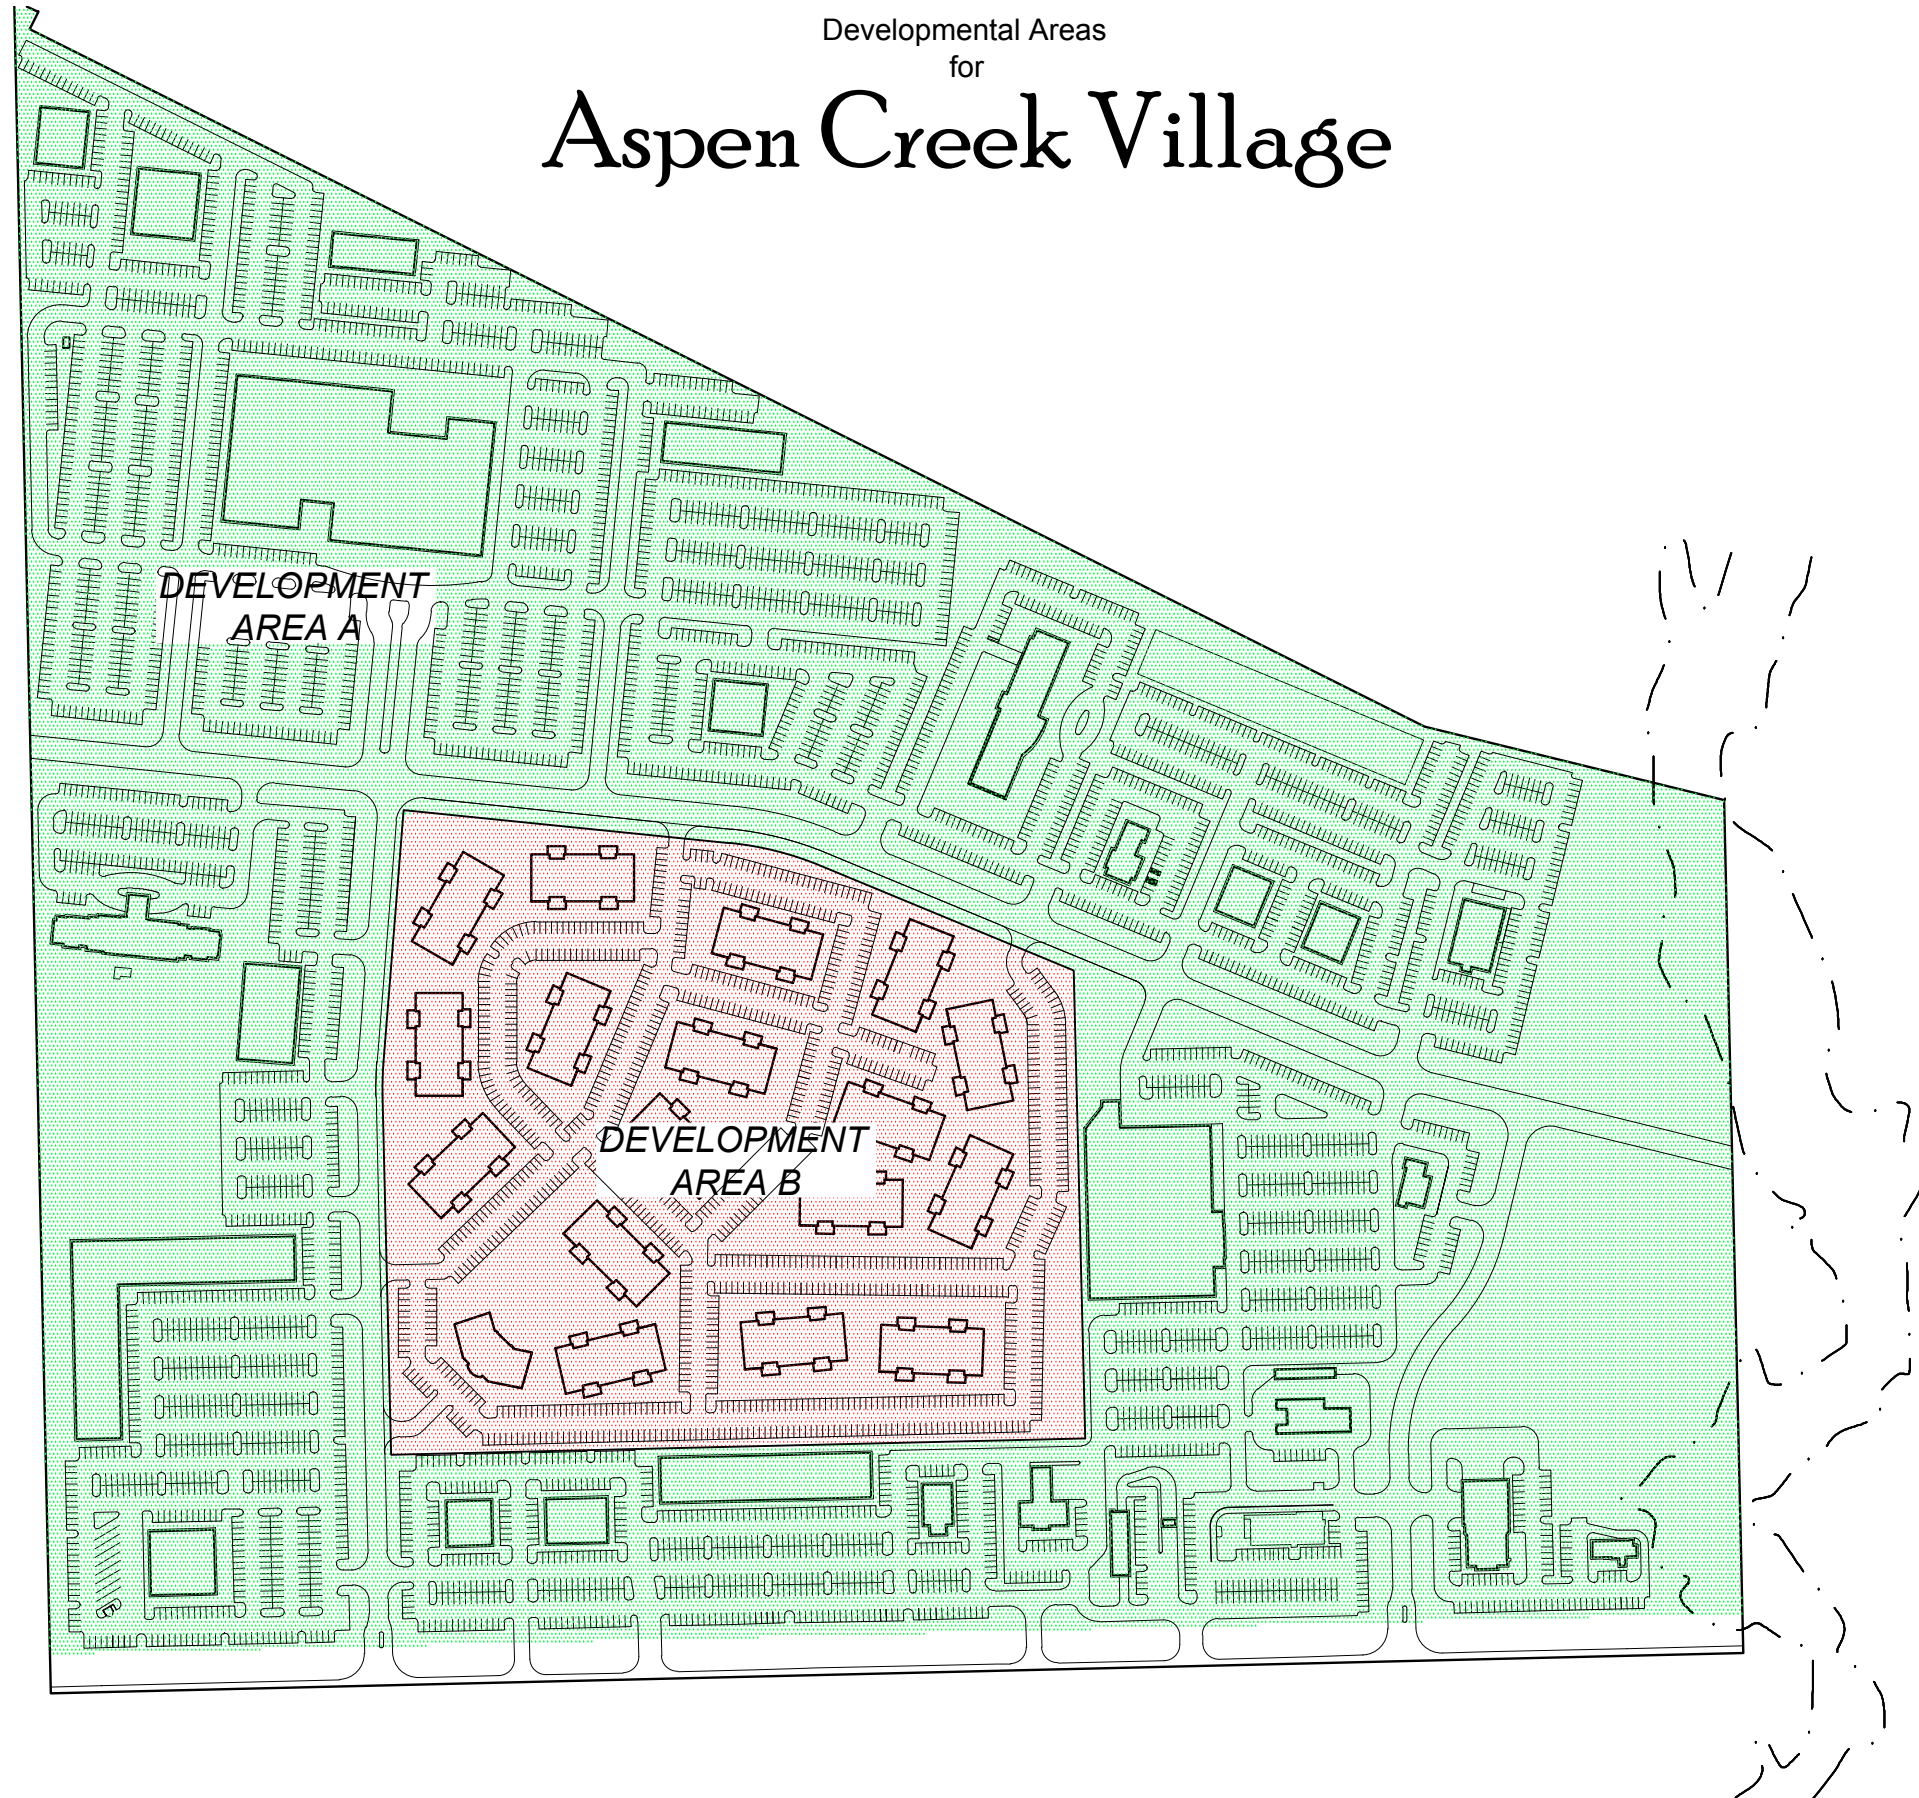 Developmental Areas
for
Aspen Creek Village
DEVELOPMENT
AREA A
DEVELOPMENT
AREA B